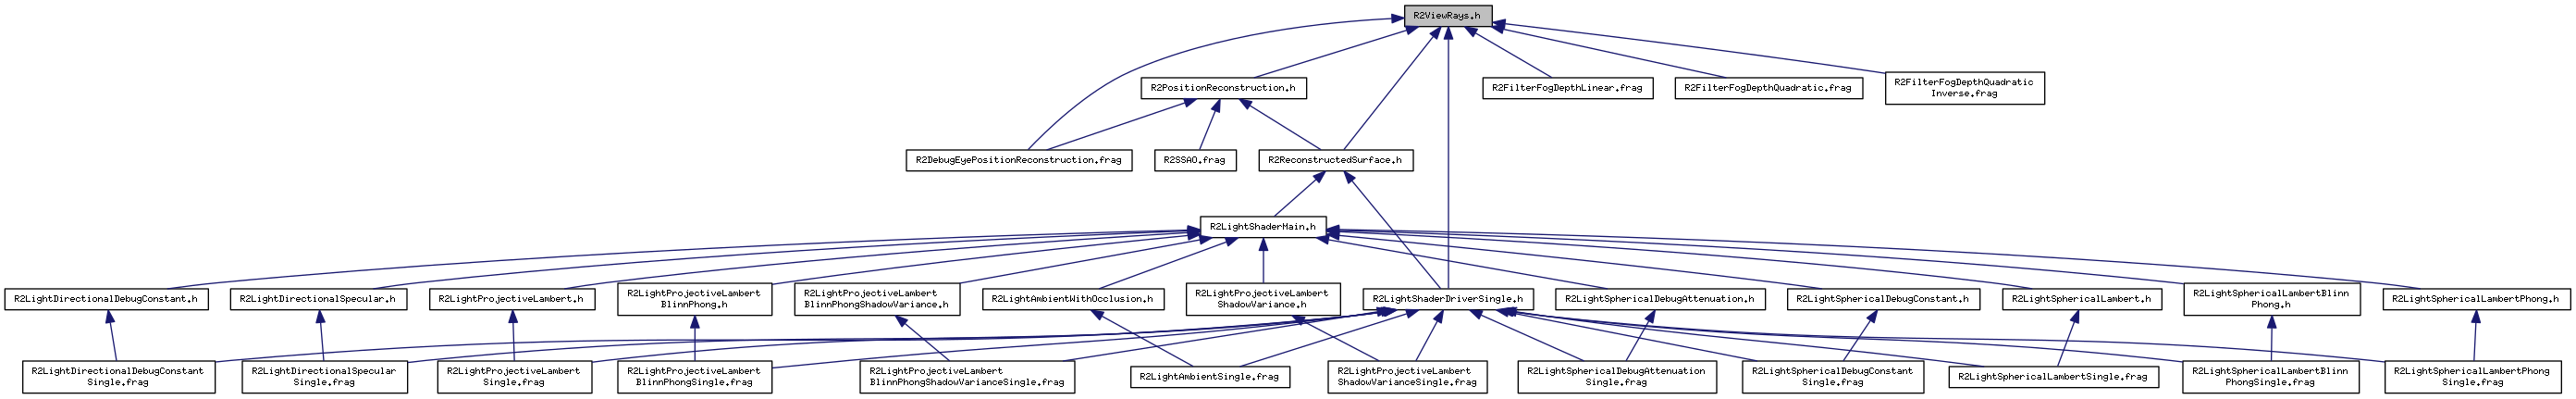 R2ViewRays.h
R2PositionReconstruction.h
R2FilterFogDepthLinear.frag
R2FilterFogDepthQuadratic.frag
R2FilterFogDepthQuadratic
Inverse.frag
R2DebugEyePositionReconstruction.frag
R2SSAO.frag
R2ReconstructedSurface.h
R2LightShaderMain.h
R2LightDirectionalDebugConstant.h
R2LightDirectionalSpecular.h
R2LightProjectiveLambert.h
R2LightProjectiveLambert
BlinnPhong.h
R2LightProjectiveLambert
BlinnPhongShadowVariance.h
R2LightAmbientWithOcclusion.h
R2LightProjectiveLambert
ShadowVariance.h
R2LightShaderDriverSingle.h
R2LightSphericalDebugAttenuation.h
R2LightSphericalDebugConstant.h
R2LightSphericalLambert.h
R2LightSphericalLambertBlinn
Phong.h
R2LightSphericalLambertPhong.h
R2LightDirectionalDebugConstant
Single.frag
R2LightDirectionalSpecular
Single.frag
R2LightProjectiveLambert
Single.frag
R2LightProjectiveLambert
BlinnPhongSingle.frag
R2LightProjectiveLambert
BlinnPhongShadowVarianceSingle.frag
R2LightAmbientSingle.frag
R2LightProjectiveLambert
ShadowVarianceSingle.frag
R2LightSphericalDebugAttenuation
Single.frag
R2LightSphericalDebugConstant
Single.frag
R2LightSphericalLambertSingle.frag
R2LightSphericalLambertBlinn
PhongSingle.frag
R2LightSphericalLambertPhong
Single.frag